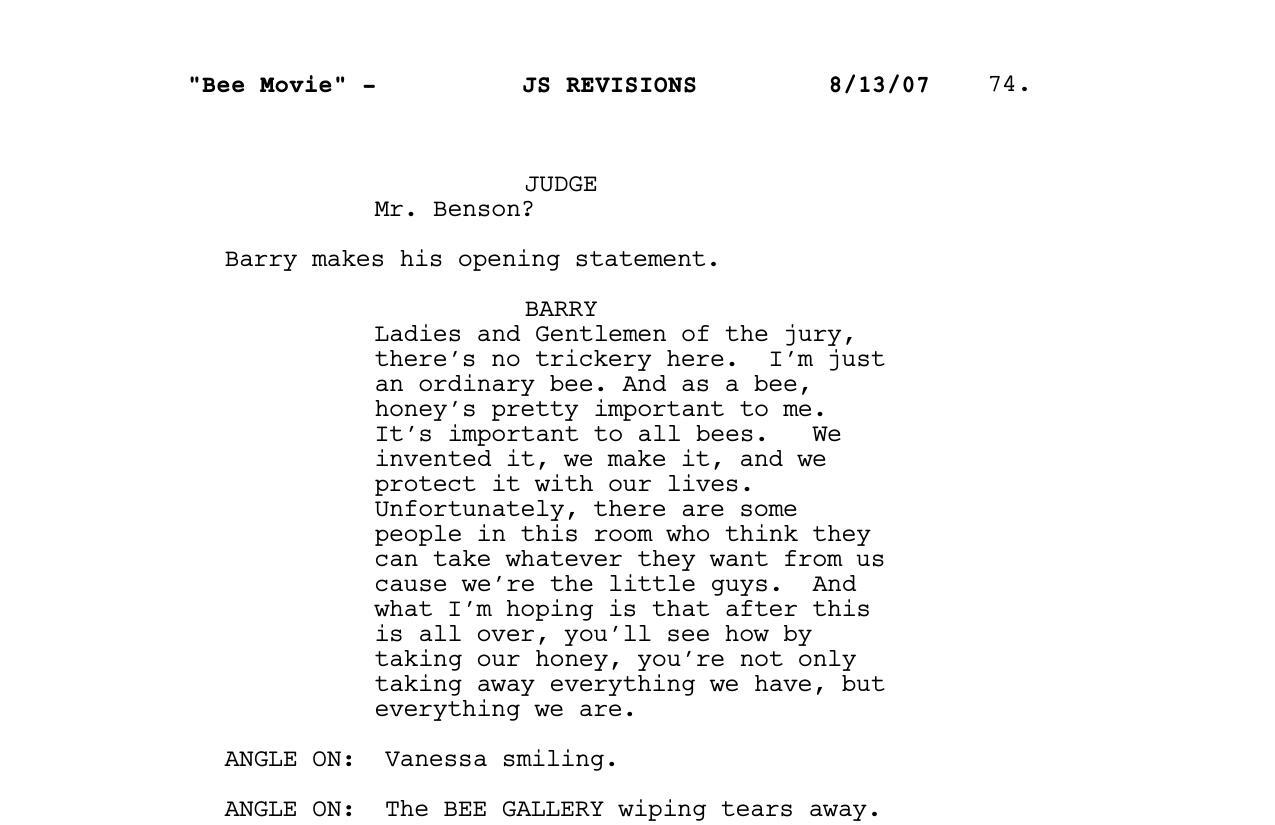 "Bee Movie" - JS REVISIONS 8/13/07 74.
JUDGE
Mr. Benson?
Barry makes his opening statement.
BARRY
Ladies and Gentlemen of the jury,
there's no trickery here. I'm just
an ordinary bee. And as a bee,
honey's pretty important to me.
It's important to all bees. We
invented it, we make it, and we
protect it with our lives.
Unfortunately, there are some
people in this room who think they
can take whatever they want from us
cause we're the little guys. And
what I'm hoping is that after this
is all over, you'll see how by
taking our honey, you're not only
taking away everything we have, but
everything we are.
ANGLE ON: Vanessa smiling.
ANGLE ON: The BEE GALLERY wiping tears away.